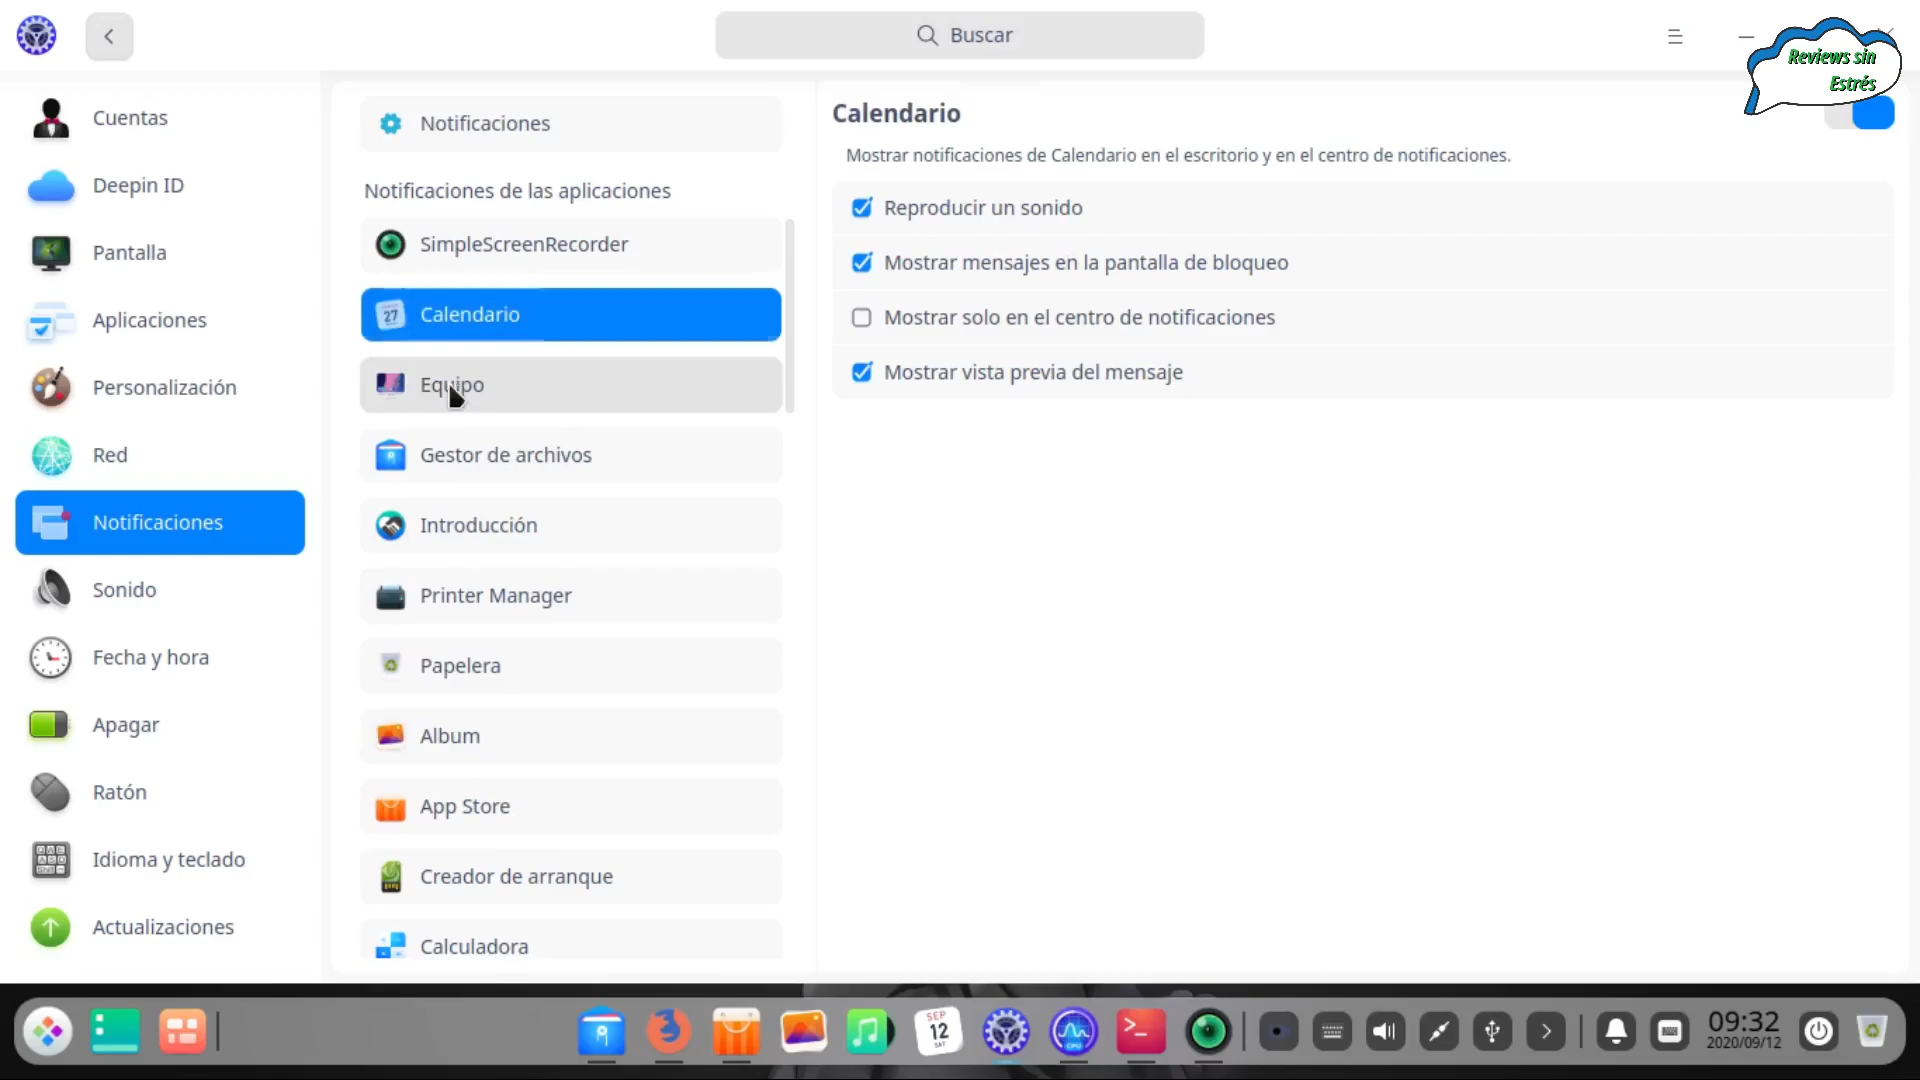 Buscar
Reviews sin
Estrés
Cuentas
Deepin ID
Pantalla
Aplicaciones
Personalización
Red
Notificaciones
Sonido
Fecha y hora
Apagar
Ratón
Idioma y teclado
Actualizaciones
Notificaciones
Notificaciones de las aplicaciones
SimpleScreenRecorder
27
Calendario
Equipo
Gestor de archivos
Introducción
Printer Manager
Papelera
Album
App Store
Creador de arranque
Calculadora
Calendario
Mostrar notificaciones de Calendario en el escritorio y en el centro de notificaciones.
Reproducir un sonido
Mostrar mensajes en la pantalla de bloqueo
Mostrar solo en el centro de notificaciones
Mostrar vista previa del mensaje
SEP
12
SAT
CPU
09:32
2020/09/12